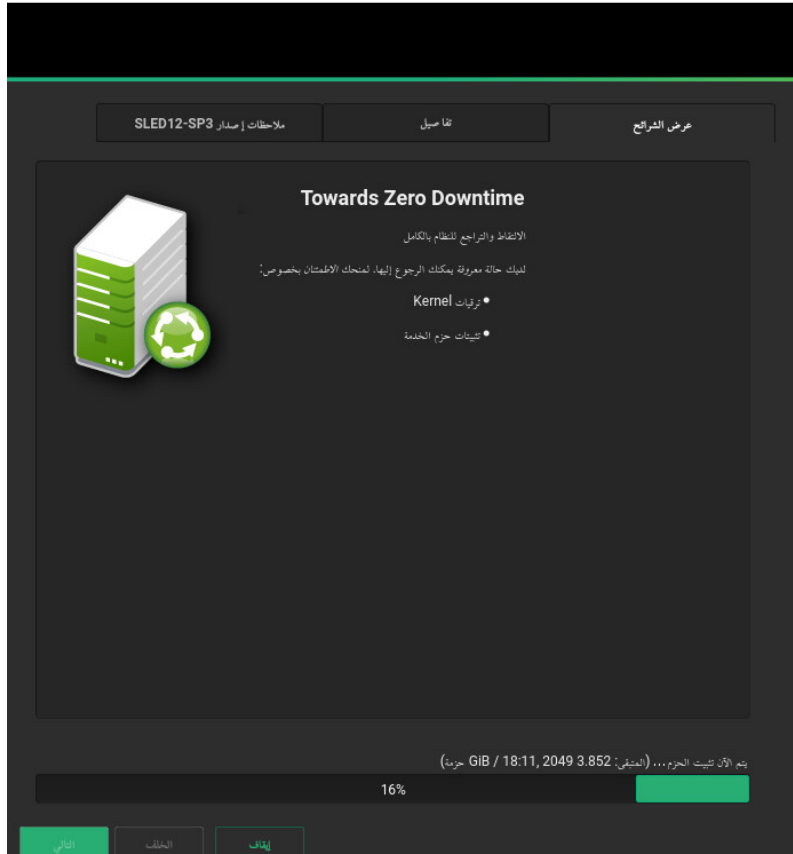 عرض الشرائح
تفاصيل
ملاحظات إصدار SLED12-SP3
Towards Zero Downtime
الالتقاط والتراجع للنظام بالكامل
لديك حالة معروفة يمكنك الرجوع إليها، لمنحك الاطمئنان بخصوص:
• ترقيات Kernel
• تثبيتات حزم الخدمة
يتم الآن تثبيت الحزم... (المتبقي: 3.852 GiB / 18:11, 2049 حزمة)
16%
إيقاف
الخلف
التالي